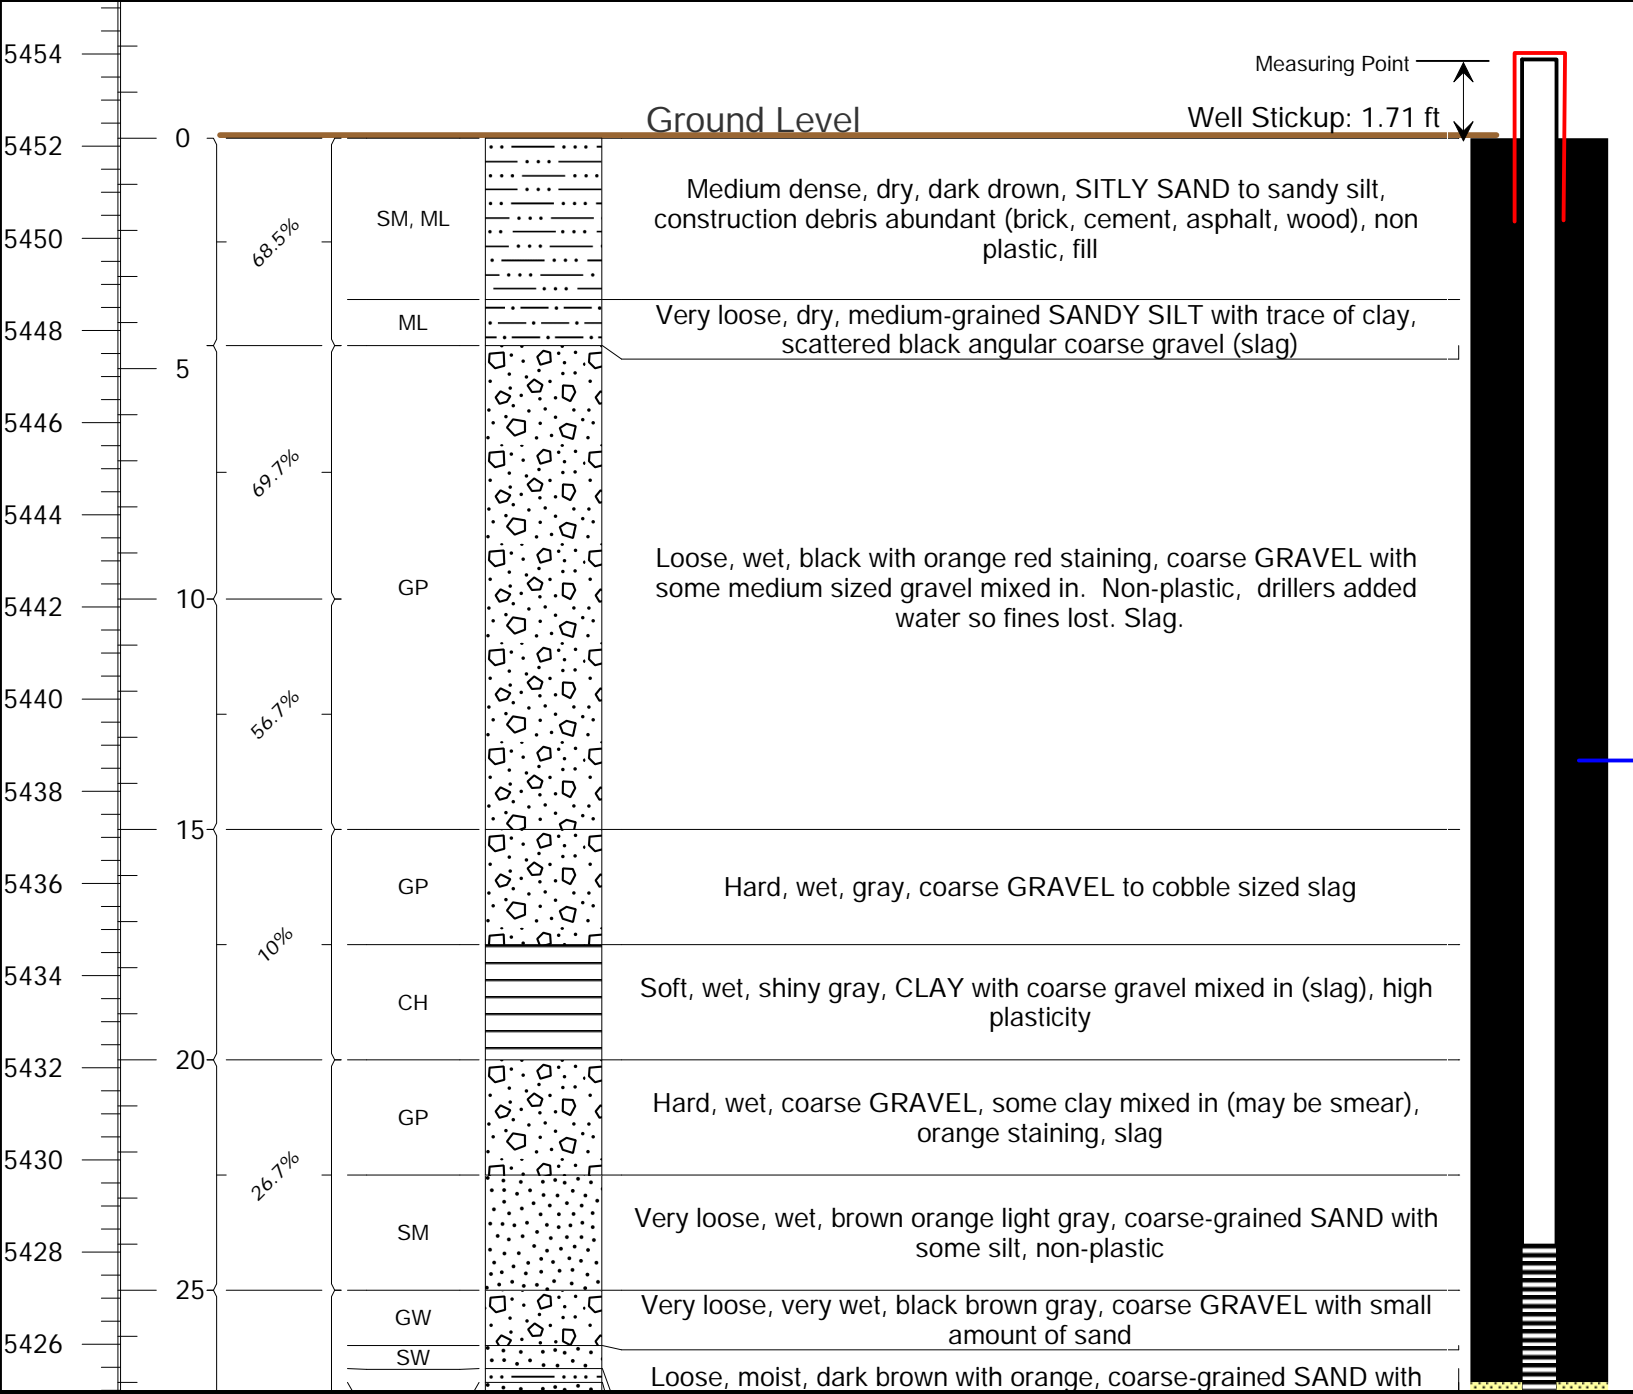 5454
Measuring Point
Ground Level
Well Stickup: 1.71 ft
0
5452
Medium dense, dry, dark drown, SITLY SAND to sandy silt,
construction debris abundant (brick, cement, asphalt, wood), non
plastic, fill
SM, ML
68.5%
5450
ML
Very loose, dry, medium-grained SANDY SILT with trace of clay,
scattered black angular coarse gravel (slag)
5448
5
5446
69.7%
5444
GP
Loose, wet, black with orange red staining, coarse GRAVEL with
some medium sized gravel mixed in.  Non-plastic,  drillers added
water so fines lost. Slag.
10
5442
5440
56.7%
5438
15
5436
GP
Hard, wet, gray, coarse GRAVEL to cobble sized slag
10%
5434
CH
Soft, wet, shiny gray, CLAY with coarse gravel mixed in (slag), high
plasticity
20
5432
GP
Hard, wet, coarse GRAVEL, some clay mixed in (may be smear),
orange staining, slag
5430
26.7%
SM
Very loose, wet, brown orange light gray, coarse-grained SAND with
some silt, non-plastic
5428
25
GW
Very loose, very wet, black brown gray, coarse GRAVEL with small
amount of sand
5426
SW
Loose, moist, dark brown with orange, coarse-grained SAND with